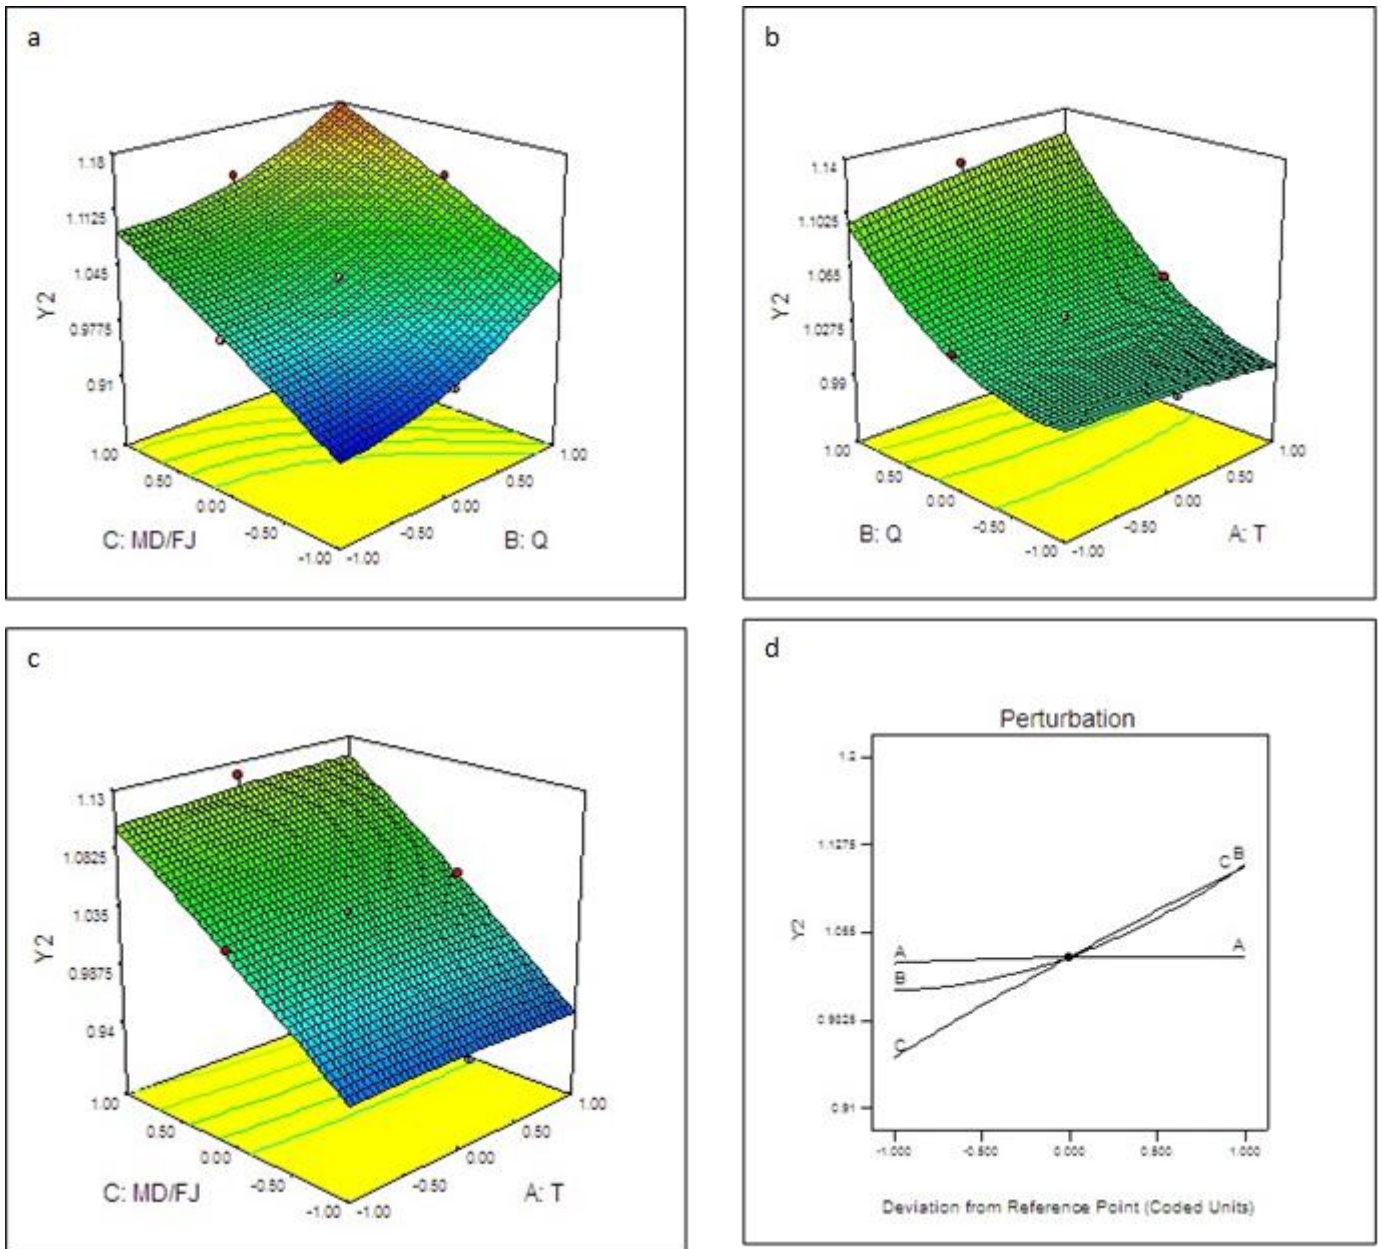 a
1.18
1.1125
1.045
0.9775
0.91
Y2
1.00
0.50
0.00
-0.50
-1.00
C: MD/FJ
-1.00
-0.50
0.00
0.50
1.00
B: Q
b
1.14
1.1025
1.065
1.0275
0.99
Y2
1.00
0.50
0.00
-0.50
-1.00
B: Q
-1.00
-0.50
0.00
0.50
1.00
A: T
c
1.13
1.0825
1.035
0.9875
0.94
Y2
1.00
0.50
0.00
-0.50
-1.00
C: MD/FJ
-1.00
-0.50
0.00
0.50
1.00
A: T
d
Perturbation
1.2
1.1275
1.055
0.9825
0.91
Y2
A
B
C
C B
A
-1.000 -0.500 0.000 0.500 1.000
Deviation from Reference Point (Coded Units)